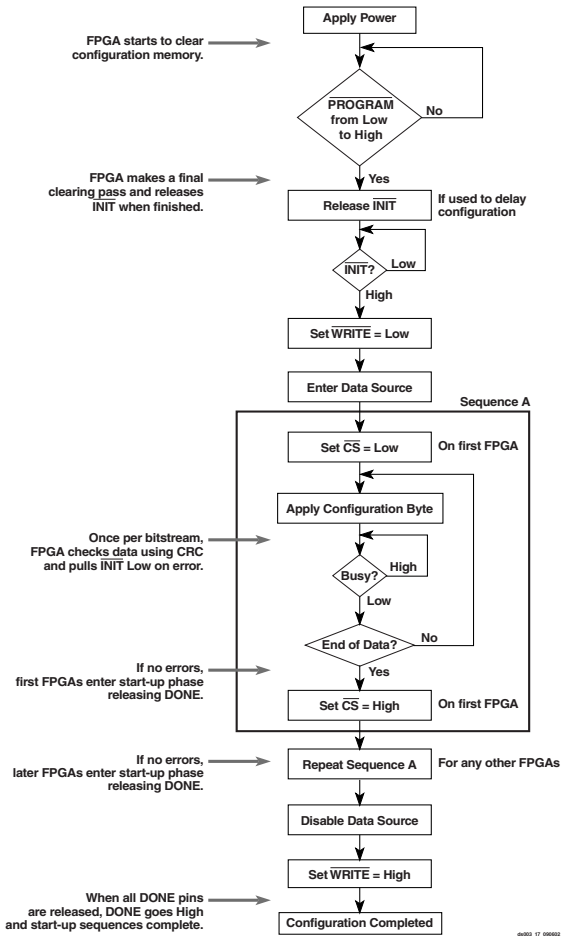 Apply Power
FPGA starts to clear
configuration memory.
PROGRAM
from Low
to High
No
Yes
FPGA makes a final
clearing pass and releases
INIT when finished.
Release INIT
If used to delay
configuration
INIT?
Low
High
Set WRITE = Low
Enter Data Source
Sequence A
Set CS = Low
On first FPGA
Apply Configuration Byte
Once per bitstream,
FPGA checks data using CRC
and pulls INIT Low on error.
Busy?
High
Low
End of Data?
No
Yes
If no errors,
first FPGAs enter start-up phase
releasing DONE.
Set CS = High
On first FPGA
If no errors,
later FPGAs enter start-up phase
releasing DONE.
Repeat Sequence A
For any other FPGAs
Disable Data Source
Set WRITE = High
When all DONE pins
are released, DONE goes High
and start-up sequences complete.
Configuration Completed
ds003_17_090602